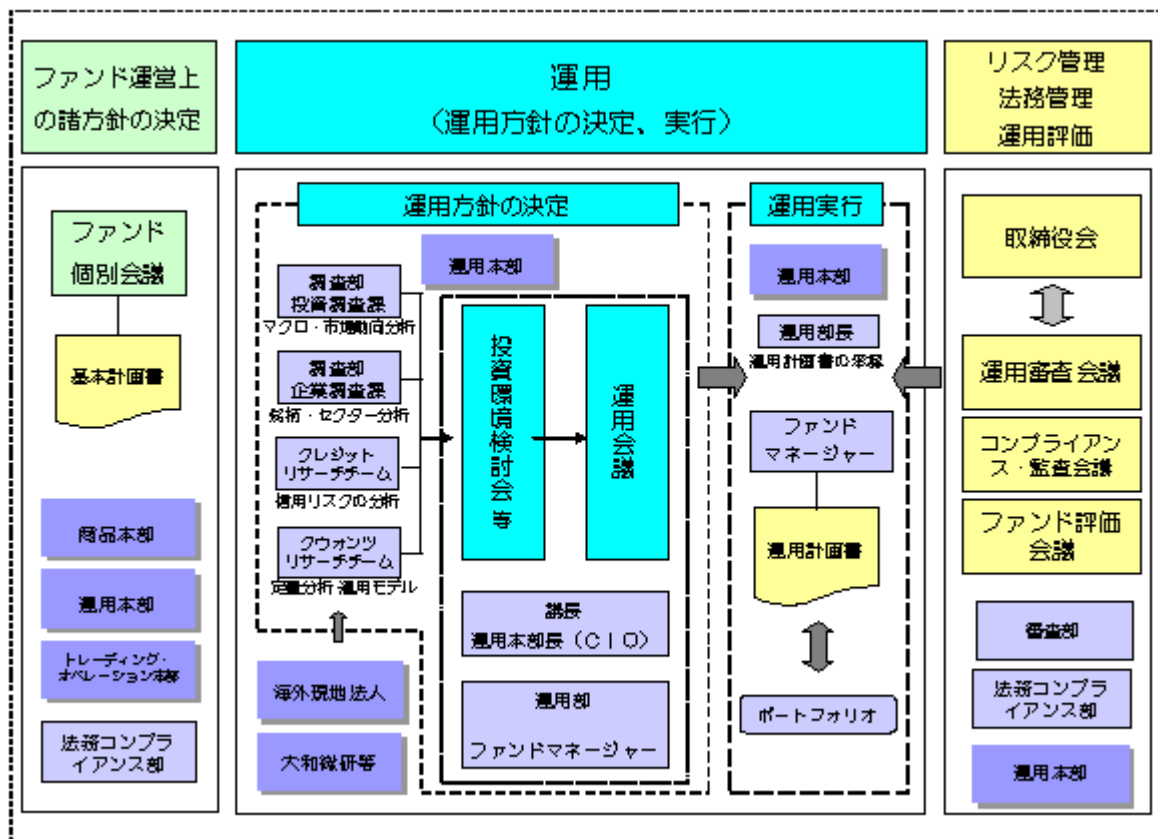 ファンド運営上
の諸方針の決定
運用
（運用方針の決定、実行）
リスク管理
法務管理
運用評価
ファンド
個別会議
基本計画書
商品本部
運用本部
トレーディング・
オペレーション本部
法務コンプラ
イアンス部
運用方針の決定
運用本部
調査部
投資調査課
マクロ・市場動向分析
調査部
企業調査課
銘柄・セクター分析
クレジット
リサーチチーム
信用リスクの分析
クウォンツ
リサーチチーム
定量分析 運用モデル
海外現地法人
大和総研等
投資環境検討会 等
運用会議
議長
運用本部長（ＣＩＯ）
運用部
ファンドマネージャー
運用実行
運用本部
運用部長
運用計画書の承認
ファンド
マネージャー
運用計画書
ポートフォリオ
取締役会
運用審査会議
コンプライアン
ス・監査会議
ファンド評価
会議
審査部
法務コンプラ
イアンス部
運用本部